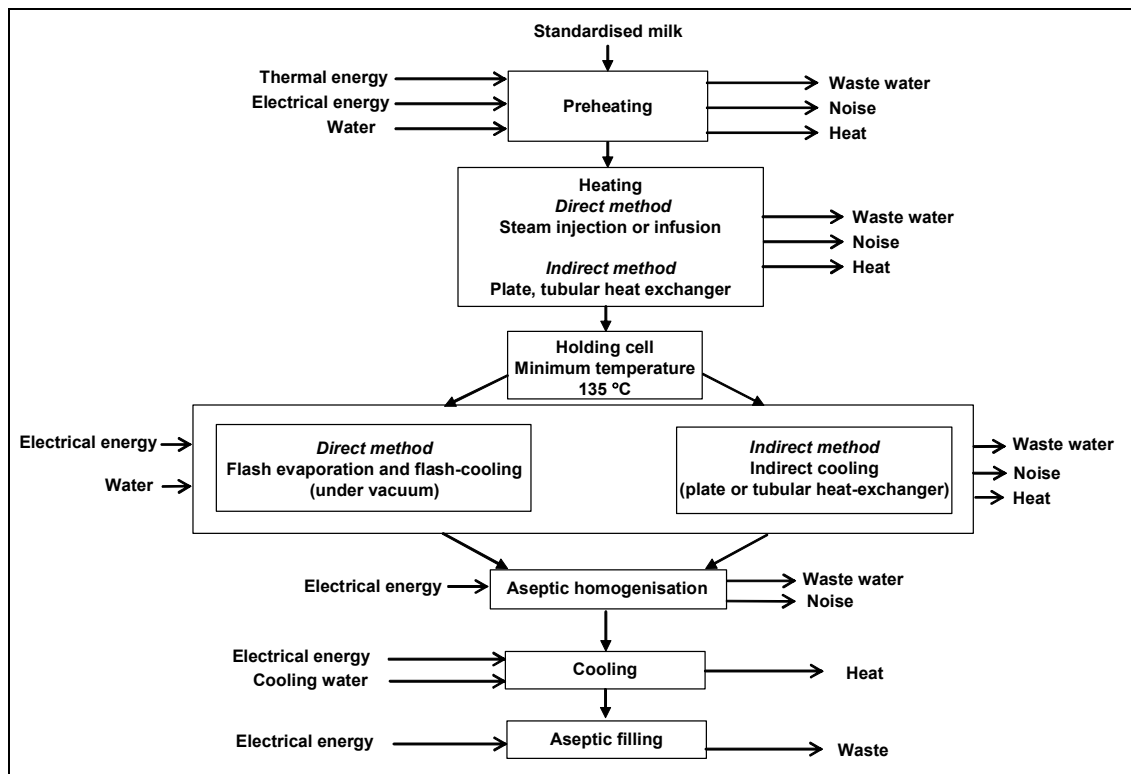 Standardised milk
Thermal energy
Electrical energy
Water
Preheating
Waste water
Noise
Heat
Heating
Direct method
Steam injection or infusion
Indirect method
Plate, tubular heat exchanger
Waste water
Noise
Heat
Holding cell
Minimum temperature
135 °C
Electrical energy
Water
Direct method
Flash evaporation and flash-cooling
(under vacuum)
Indirect method
Indirect cooling
(plate or tubular heat-exchanger)
Waste water
Noise
Heat
Electrical energy
Aseptic homogenisation
Waste water
Noise
Electrical energy
Cooling water
Cooling
Heat
Electrical energy
Aseptic filling
Waste